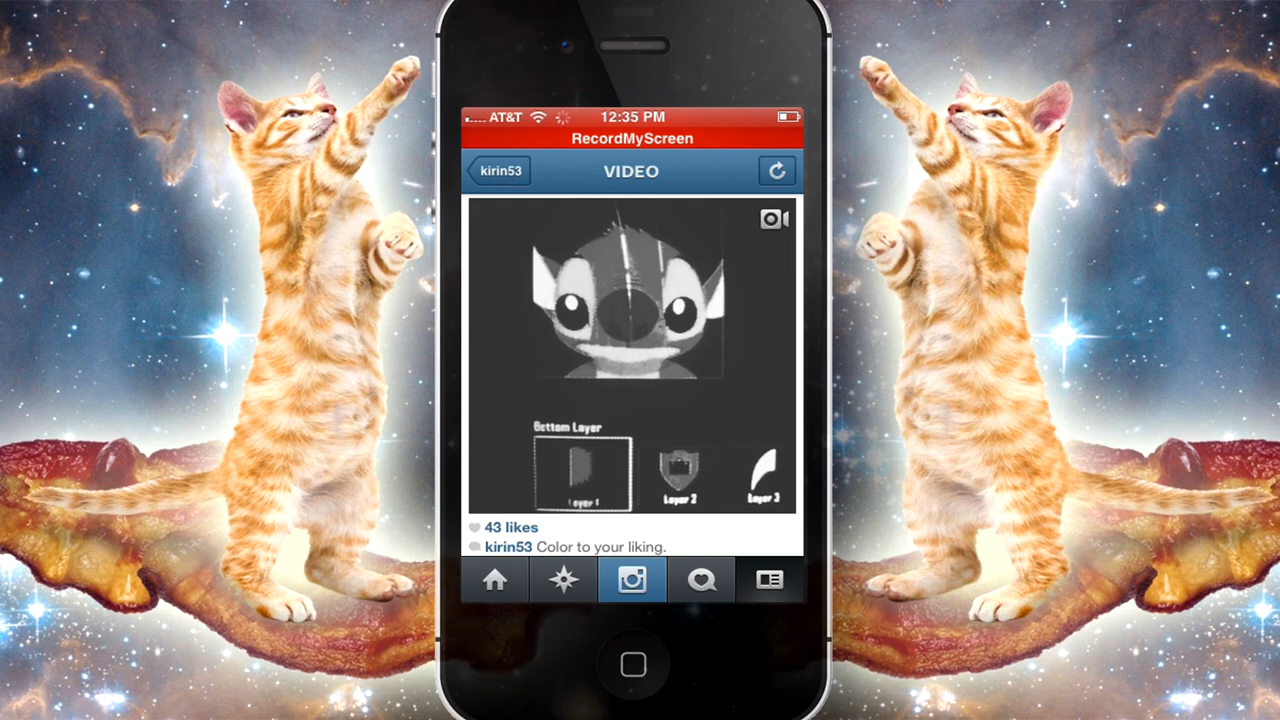 AT&T 12:35 PM
RecordMyScreen
kirin53 VIDEO
Bottom Layer
Layer 1 Layer 2 Layer 3
43 likes
kirin53 Color to your liking.